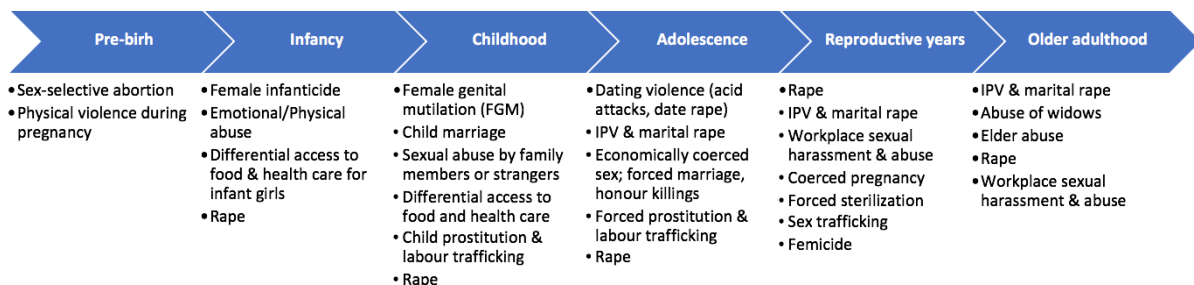 Pre-birh
Infancy
Childhood
Adolescence
Reproductive years
Older adulthood
•Sex-selective abortion
•Physical violence during
pregnancy
•Female infanticide
•Emotional/Physical
abuse
•Differential access to
food & health care for
infant girls
•Rape
•Female genital
mutilation (FGM)
•Child marriage
•Sexual abuse by family
members or strangers
•Differential access to
food and health care
•Child prostitution &
labour trafficking
•Rape
•Dating violence (acid
attacks, date rape)
•IPV & marital rape
•Economically coerced
sex; forced marriage,
honour killings
•Forced prostitution &
labour trafficking
•Rape
•Rape
•IPV & marital rape
•Workplace sexual
harassment & abuse
•Coerced pregnancy
•Forced sterilization
•Sex trafficking
•Femicide
•IPV & marital rape
•Abuse of widows
•Elder abuse
•Rape
•Workplace sexual
harassment & abuse